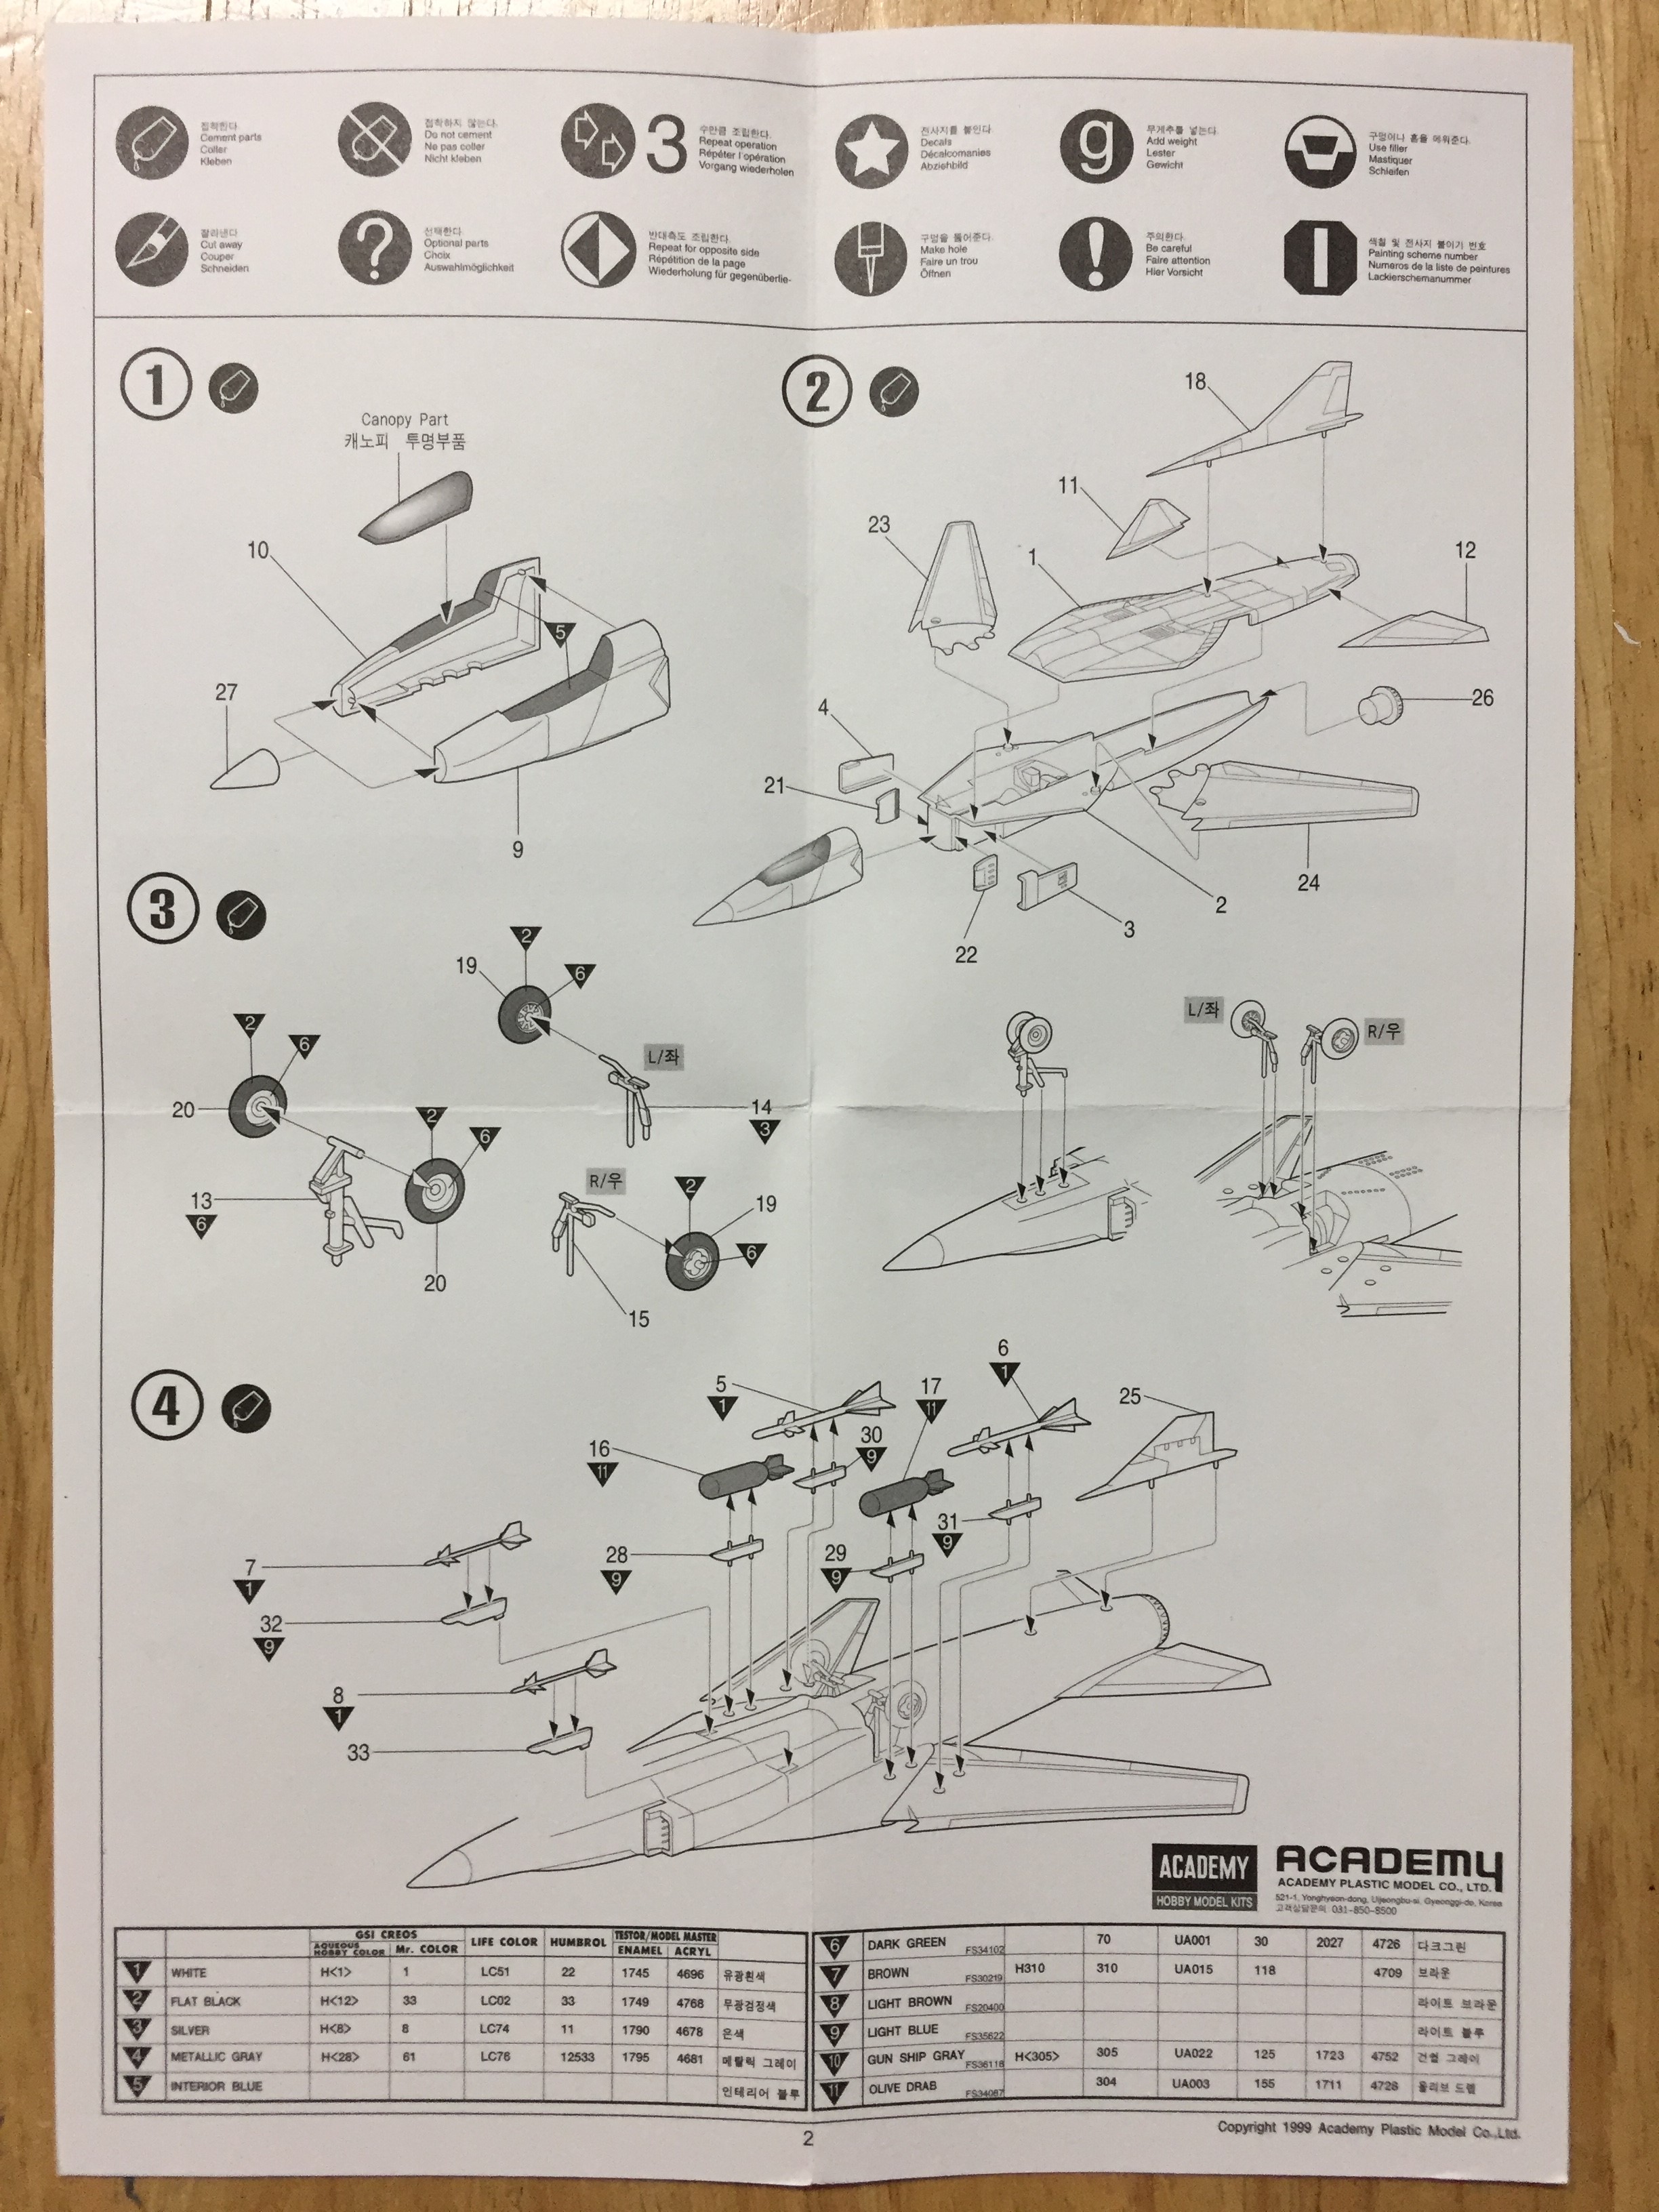 접착한다.
Cement parts
Coller
Kleben
접착하지 않는다.
Do not cement
Ne pas coller
Nicht kleben
3
수만큼 조립한다.
Repeat operation
Répéter l'opération
Vorgang wiederholen
전사지를 붙인다.
Decals
Décalcomanies
Abziehbild
g
무게추를 넣는다.
Add weight
Lester
Gewicht
구멍이나 홈을 메워준다.
Use filler
Mastiquer
Schleifen
잘라낸다
Cut away
Couper
Schneiden
?
선택한다.
Optional parts
Choix
Auswahlmöglichkeit
반대측도 조립한다.
Repeat for opposite side
Répétition de la page
Wiederholung für gegenüberlie-
구멍을 뚫어준다.
Make hole
Faire un trou
Öffnen
!
주의한다.
Be careful
Faire attention
Hier Vorsicht
1
색칠 및 전사지 붙이기 번호
Painting scheme number
Numeros de la liste de peintures
Lackierschemanummer
1
Canopy Part
캐노피 투명부품
10
5
27
9
2
18
11
23
1
12
26
4
21
24
2
3
22
3
2
19
6
2
6
L/좌
20
14
3
2
6
13
6
R/우
2
19
6
20
15
L/좌
R/우
4
6
1
5
1
17
11
25
16
11
30
9
31
9
28
9
29
9
7
1
32
9
8
1
33
ACADEMY
HOBBY MODEL KITS
ACADEMY
ACADEMY PLASTIC MODEL CO., LTD.
521-1, Yonghyeon-dong, Uijeongbu-si, Gyeonggi-do, Korea
고객상담문의 031-850-8500
GSI CREOS LIFE COLOR HUMBROL TESTOR/MODEL MASTER
AQUEOUS HOBBY COLOR Mr. COLOR ENAMEL ACRYL
1 WHITE H<1> 1 LC51 22 1745 4696 유광흰색
2 FLAT BLACK H<12> 33 LC02 33 1749 4768 무광검정색
3 SILVER H<8> 8 LC74 11 1790 4678 은색
4 METALLIC GRAY H<28> 61 LC76 12533 1795 4681 메탈릭 그레이
5 INTERIOR BLUE 인테리어 블루
6 DARK GREEN FS34102 70 UA001 30 2027 4726 다크그린
7 BROWN FS30219 H310 310 UA015 118 4709 브라운
8 LIGHT BROWN FS20400 라이트 브라운
9 LIGHT BLUE FS35622 라이트 블루
10 GUN SHIP GRAY FS36118 H<305> 305 UA022 125 1723 4752 건쉽 그레이
11 OLIVE DRAB FS34087 304 UA003 155 1711 4728 올리브 드랩
2
Copyright 1999 Academy Plastic Model Co.,Ltd.